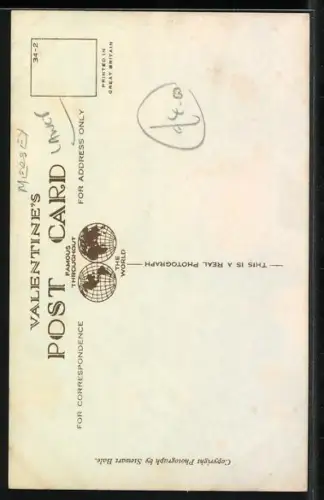 MERSEY
VALENTINE'S
POST CARD
FAMOUS
THROUGHOUT
THE
WORLD
FOR CORRESPONDENCE
FOR ADDRESS ONLY
34-2
PRINTED IN
GREAT BRITAIN
THIS IS A REAL PHOTOGRAPH
Copyright Photograph by Stewart Bale.